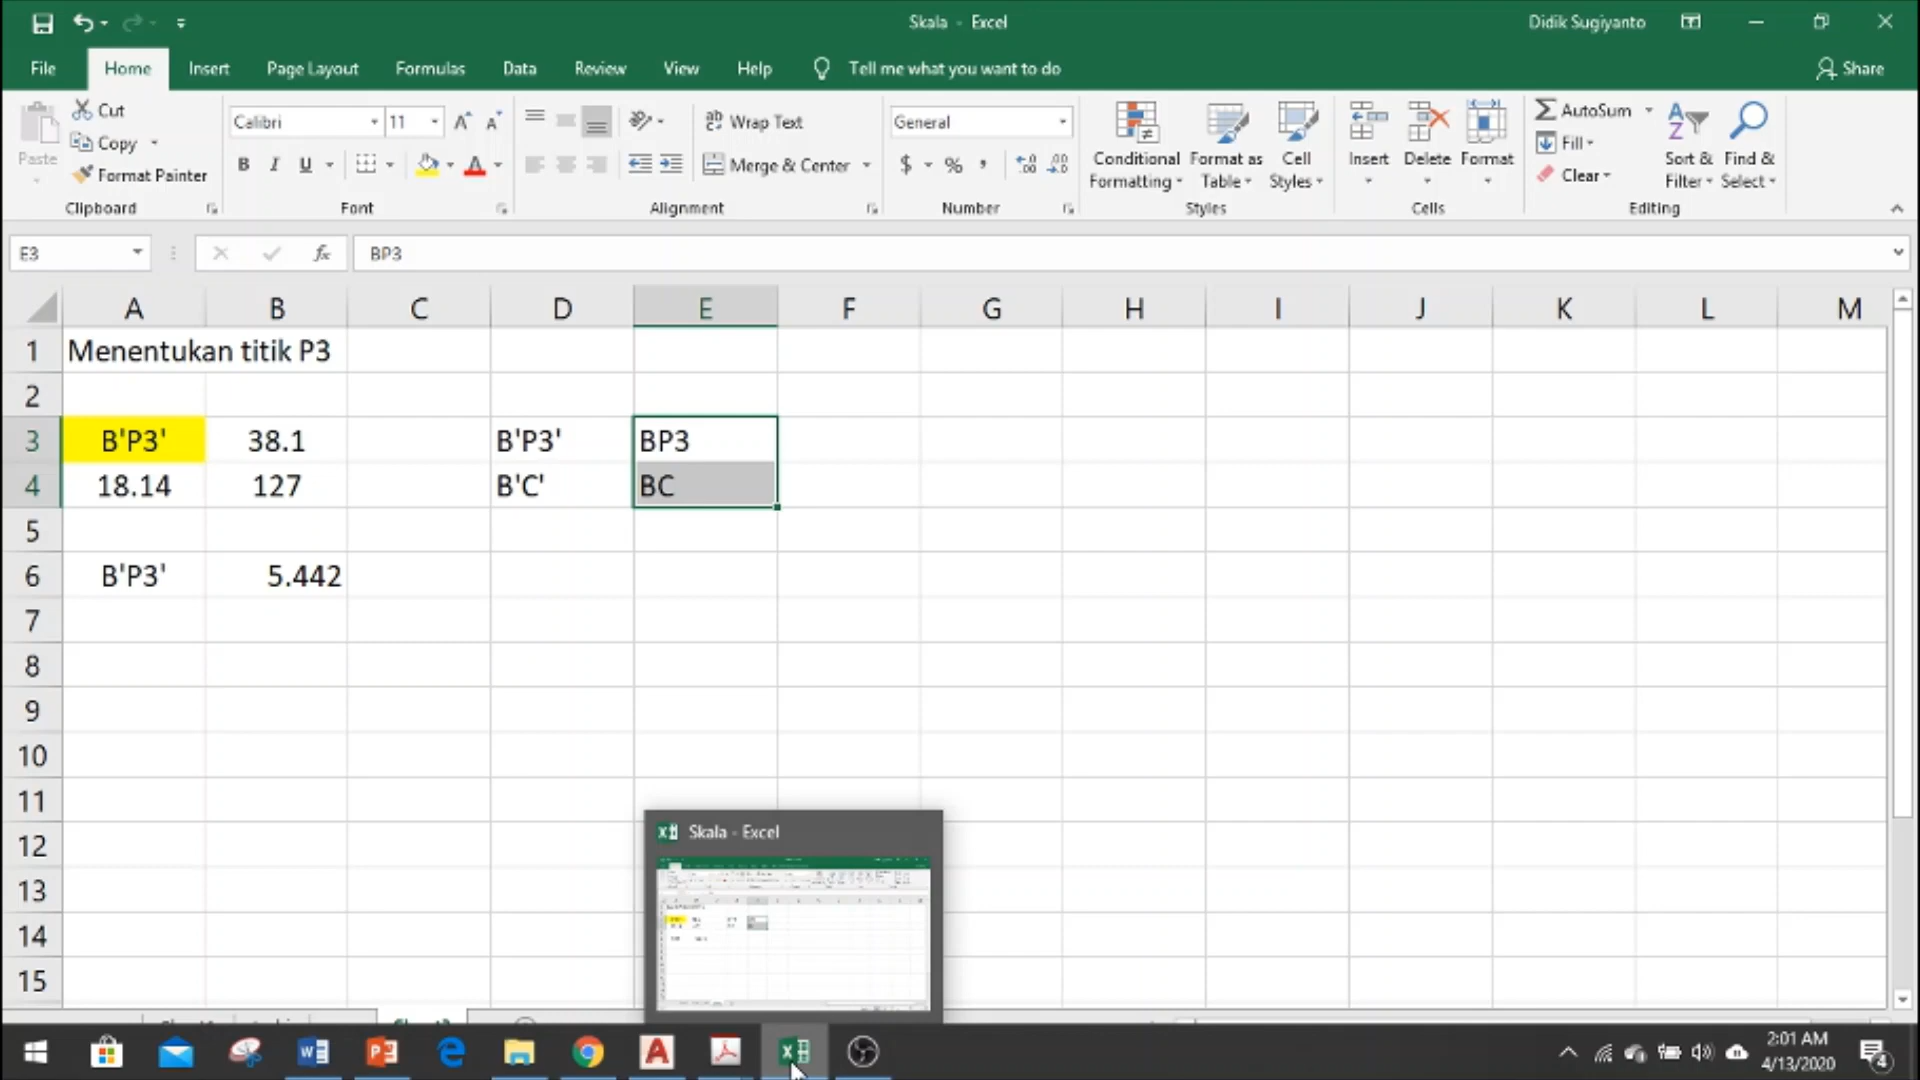 Skala - Excel
Didik Sugiyanto
File Home Insert Page Layout Formulas Data Review View Help Tell me what you want to do Share
Paste
Cut
Copy
Format Painter
Clipboard
Calibri 11
B I U
Font
Wrap Text
Merge & Center
Alignment
General
$ % ,
Number
Conditional Formatting
Format as Table
Cell Styles
Styles
Insert Delete Format
Cells
AutoSum
Fill
Clear
Sort & Filter
Find & Select
Editing
E3 fx BP3
A B C D E F G H I J K L M
1 Menentukan titik P3
2
3 B'P3' 38.1 B'P3' BP3
4 18.14 127 B'C' BC
5
6 B'P3' 5.442
7
8
9
10
11
12
13
14
15
Skala - Excel
2:01 AM
4/13/2020
4